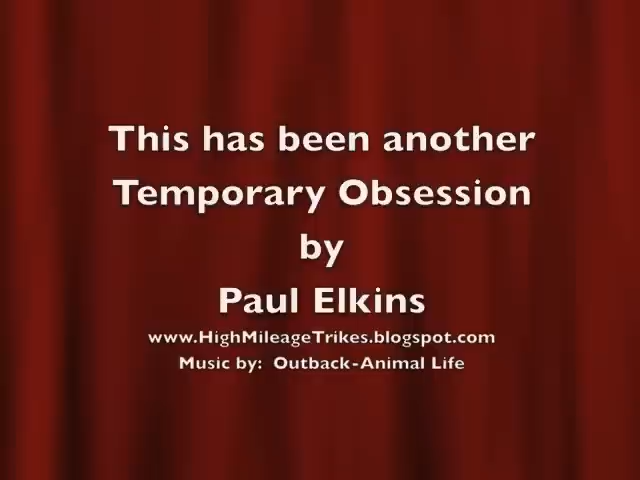 This has been another
Temporary Obsession
by
Paul Elkins
www.HighMileageTrikes.blogspot.com
Music by:  Outback-Animal Life